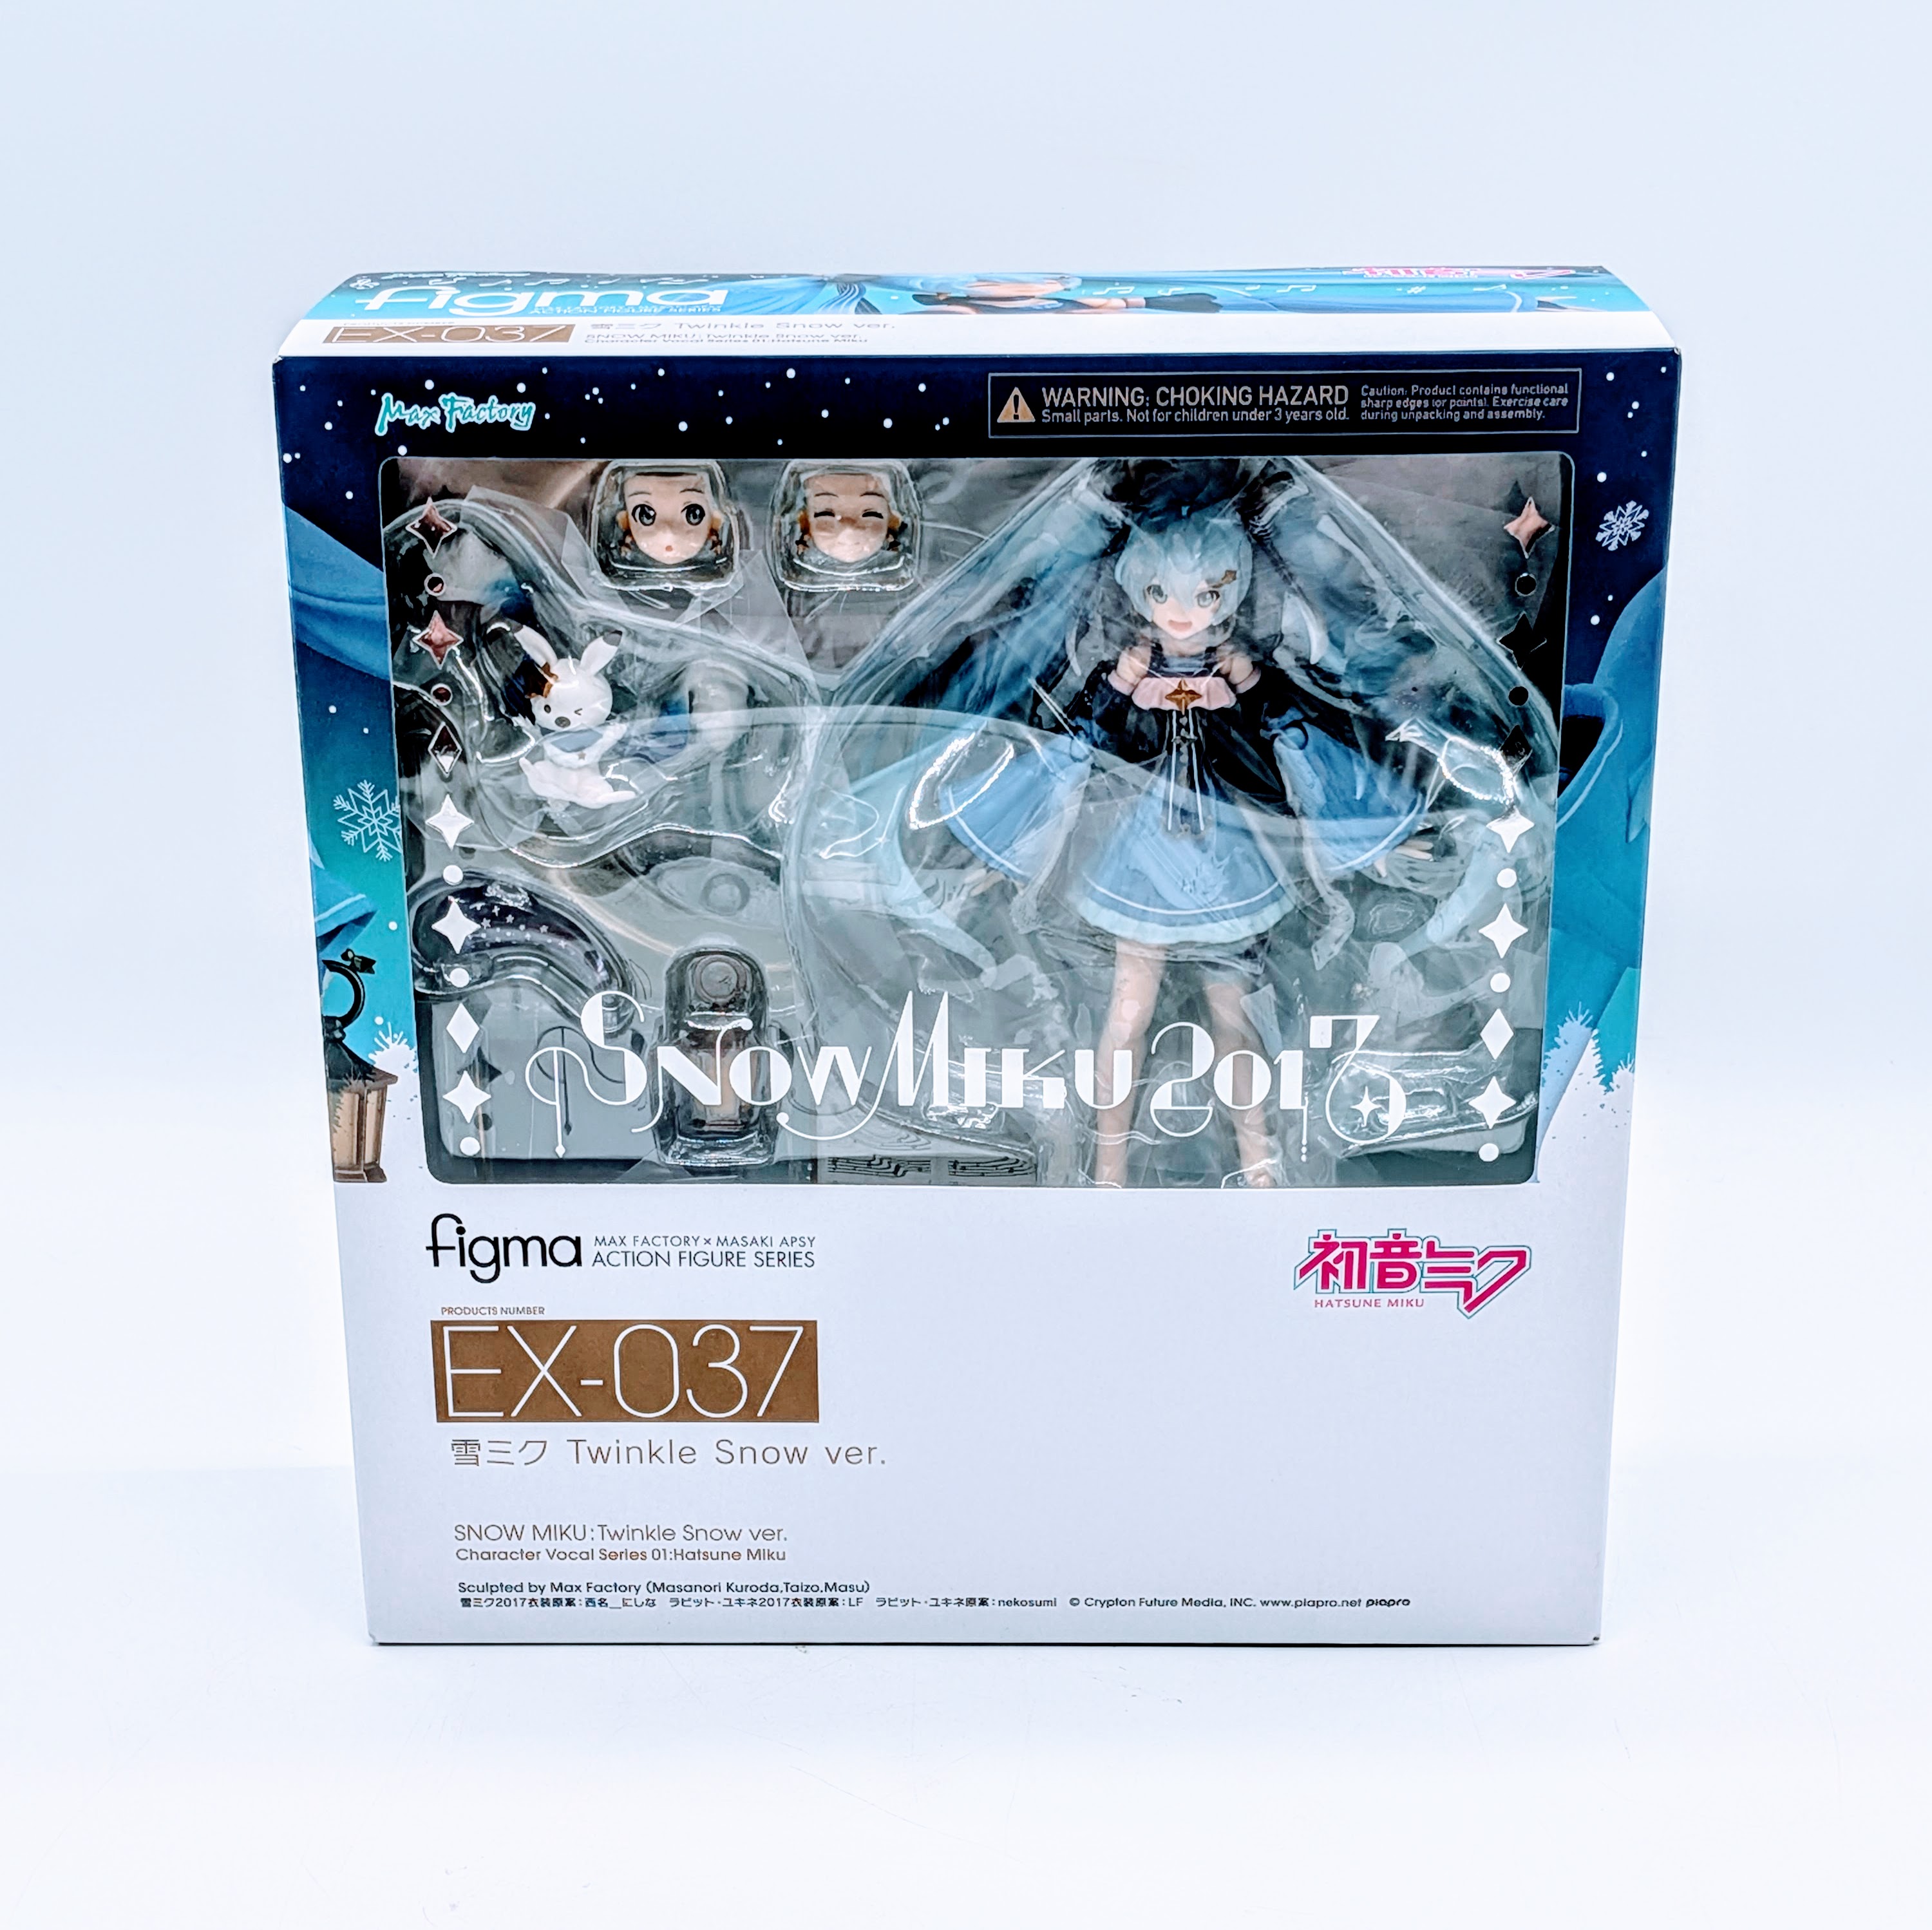 figma
ACTION FIGURE SERIES
EX-037
雪ミク Twinkle Snow ver.
SNOW MIKU:Twinkle Snow ver.
Character Vocal Series 01:Hatsune Miku
Max Factory
WARNING: CHOKING HAZARD
Small parts. Not for children under 3 years old.
Caution: Product contains functional
sharp edges (or points). Exercise care
during unpacking and assembly.
SNOW MIKU 2017
figma
MAX FACTORY × MASAKI APSY
ACTION FIGURE SERIES
初音ミク
HATSUNE MIKU
PRODUCTS NUMBER
EX-037
雪ミク Twinkle Snow ver.
SNOW MIKU:Twinkle Snow ver.
Character Vocal Series 01:Hatsune Miku
Sculpted by Max Factory (Masanori Kuroda,Taizo,Masu)
雪ミク2017衣装原案:西名_にしな ラビット・ユキネ2017衣装原案:LF ラビット・ユキネ原案:nekosumi © Crypton Future Media, INC. www.piapro.net piapro